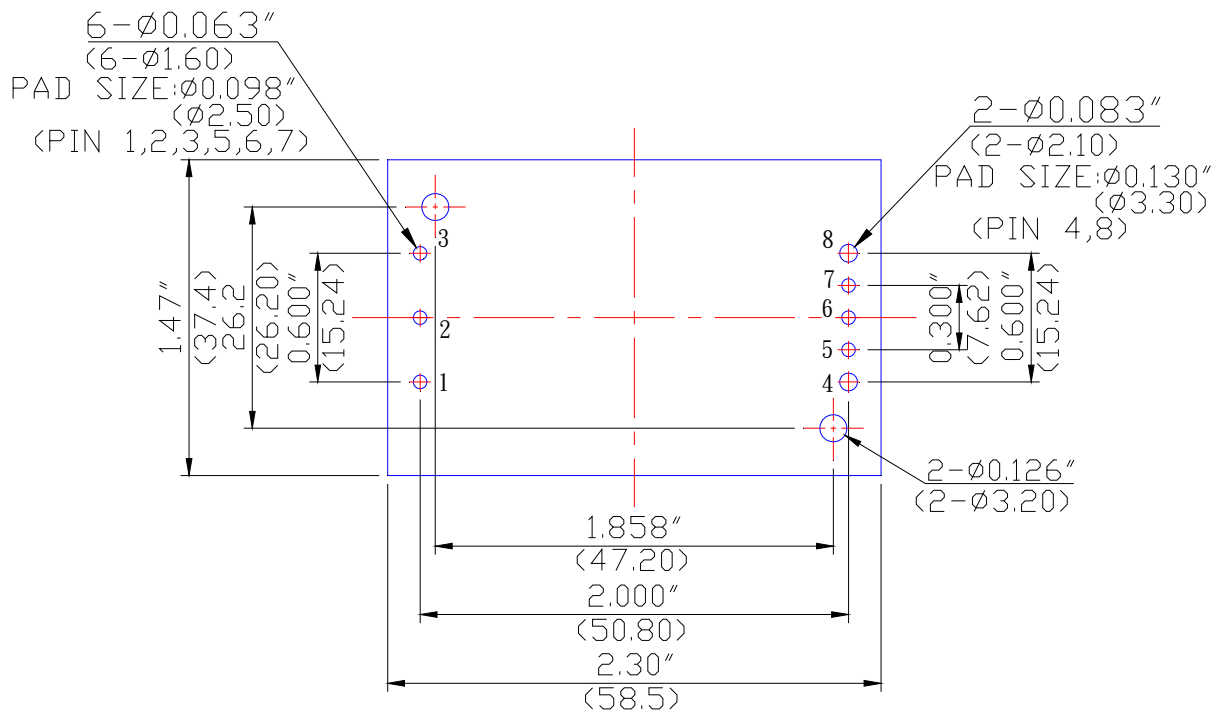 6-Ø0.063"
(6-Ø1.60)
PAD SIZE:Ø0.098"
(Ø2.50)
(PIN 1,2,3,5,6,7)
2-Ø0.083"
(2-Ø2.10)
PAD SIZE:Ø0.130"
(Ø3.30)
(PIN 4,8)
3
2
1
8
7
6
5
4
1.47"
(37.4)
26.2
(26.20)
0.600"
(15.24)
0.300"
(7.62)
0.600"
(15.24)
2-Ø0.126"
(2-Ø3.20)
1.858"
(47.20)
2.000"
(50.80)
2.30"
(58.5)